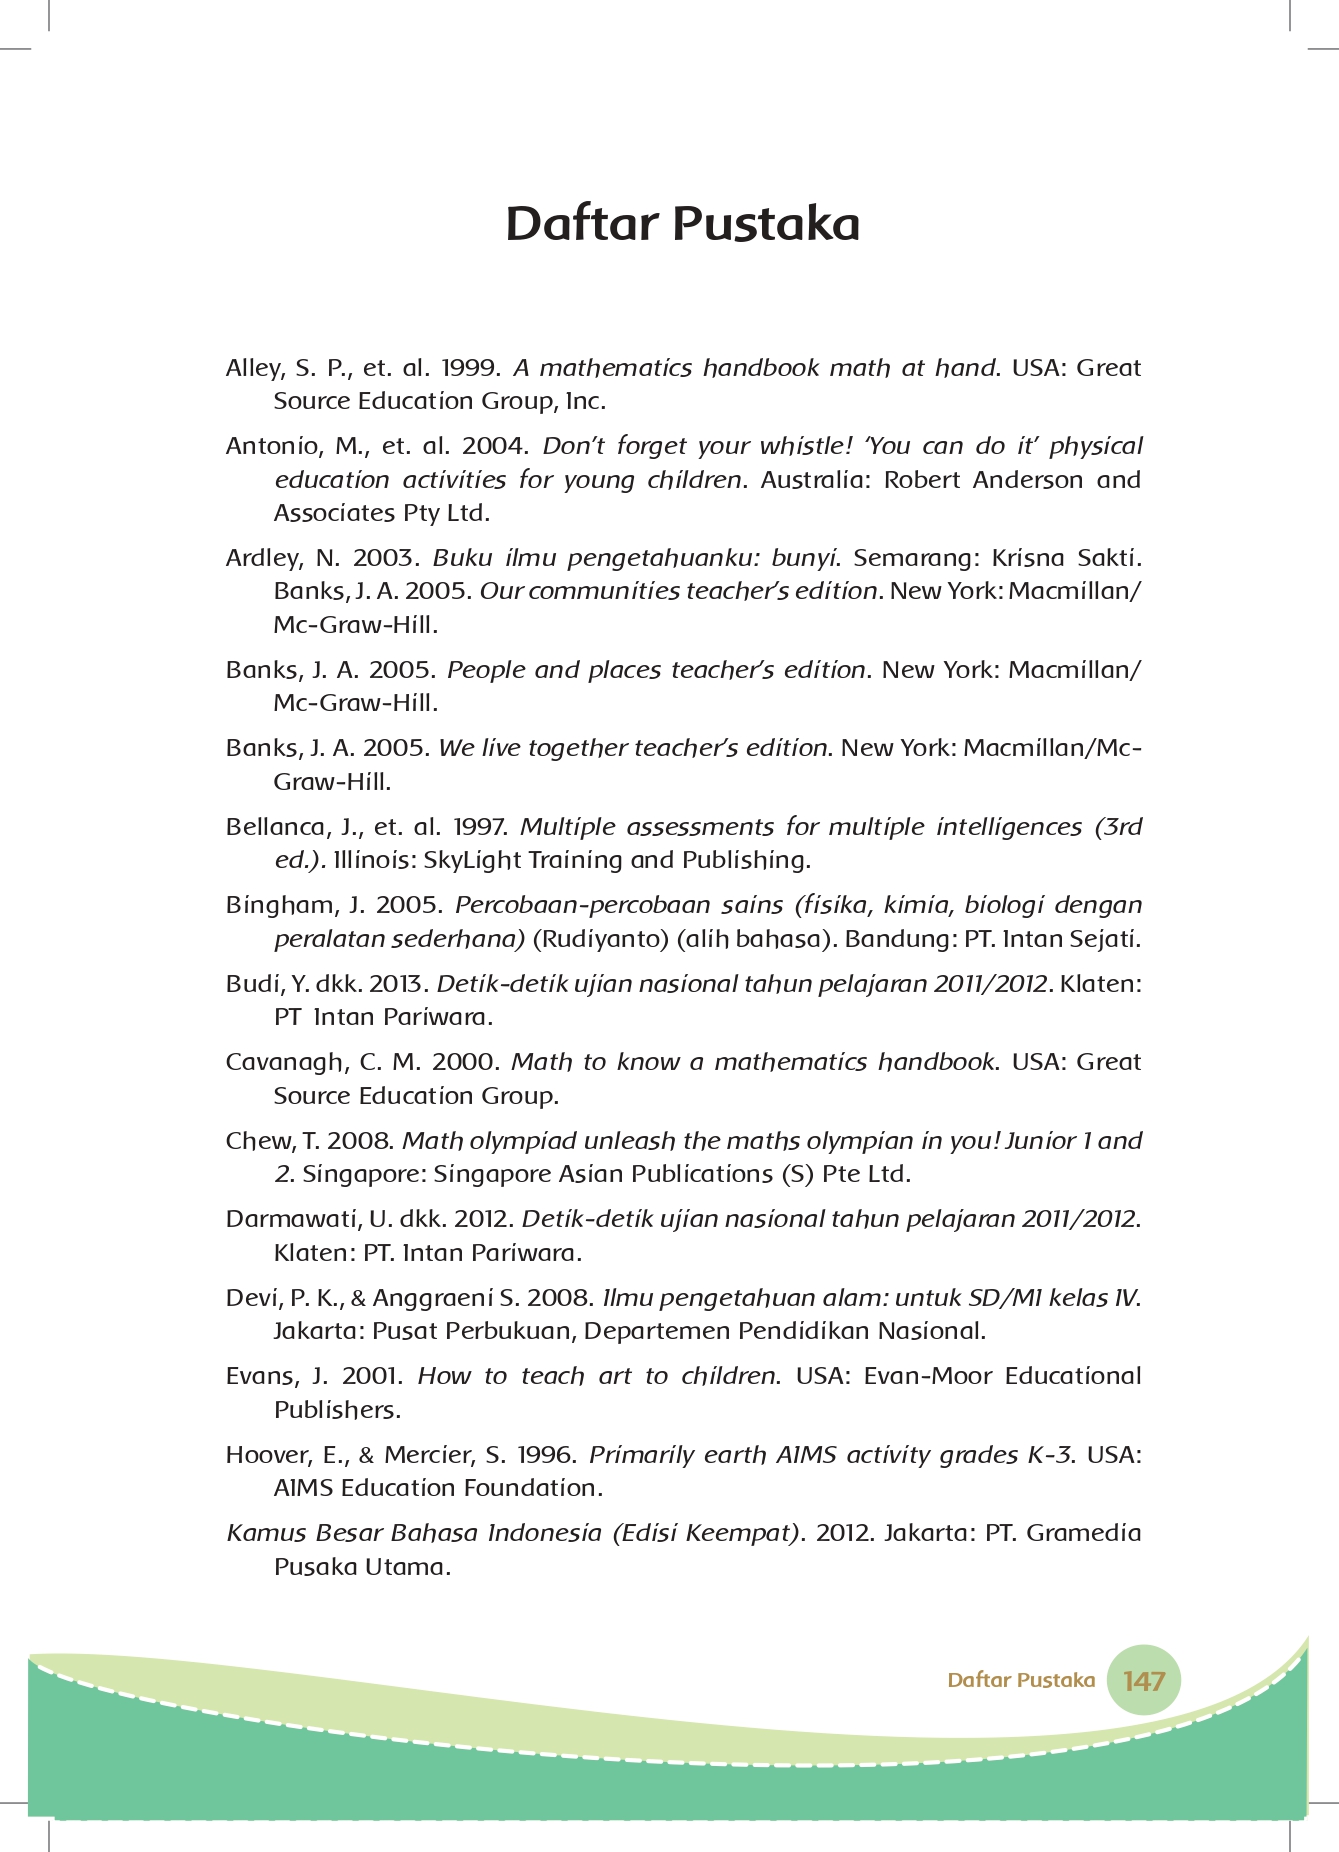 Daftar Pustaka
Alley, S. P., et. al. 1999. A mathematics handbook math at hand. USA: Great
Source Education Group, Inc.
Antonio, M., et. al. 2004. Don’t forget your whistle! ‘You can do it’ physical
education activities for young children. Australia: Robert Anderson and
Associates Pty Ltd.
Ardley, N. 2003. Buku ilmu pengetahuanku: bunyi. Semarang: Krisna Sakti.
Banks, J. A. 2005. Our communities teacher’s edition. New York: Macmillan/
Mc-Graw-Hill.
Banks, J. A. 2005. People and places teacher’s edition. New York: Macmillan/
Mc-Graw-Hill.
Banks, J. A. 2005. We live together teacher’s edition. New York: Macmillan/Mc-
Graw-Hill.
Bellanca, J., et. al. 1997. Multiple assessments for multiple intelligences (3rd
ed.). Illinois: SkyLight Training and Publishing.
Bingham, J. 2005. Percobaan-percobaan sains (fisika, kimia, biologi dengan
peralatan sederhana) (Rudiyanto) (alih bahasa). Bandung: PT. Intan Sejati.
Budi, Y. dkk. 2013. Detik-detik ujian nasional tahun pelajaran 2011/2012. Klaten:
PT Intan Pariwara.
Cavanagh, C. M. 2000. Math to know a mathematics handbook. USA: Great
Source Education Group.
Chew, T. 2008. Math olympiad unleash the maths olympian in you! Junior 1 and
2. Singapore: Singapore Asian Publications (S) Pte Ltd.
Darmawati, U. dkk. 2012. Detik-detik ujian nasional tahun pelajaran 2011/2012.
Klaten: PT. Intan Pariwara.
Devi, P. K., & Anggraeni S. 2008. Ilmu pengetahuan alam: untuk SD/MI kelas IV.
Jakarta: Pusat Perbukuan, Departemen Pendidikan Nasional.
Evans, J. 2001. How to teach art to children. USA: Evan-Moor Educational
Publishers.
Hoover, E., & Mercier, S. 1996. Primarily earth AIMS activity grades K-3. USA:
AIMS Education Foundation.
Kamus Besar Bahasa Indonesia (Edisi Keempat). 2012. Jakarta: PT. Gramedia
Pusaka Utama.
Daftar Pustaka 147